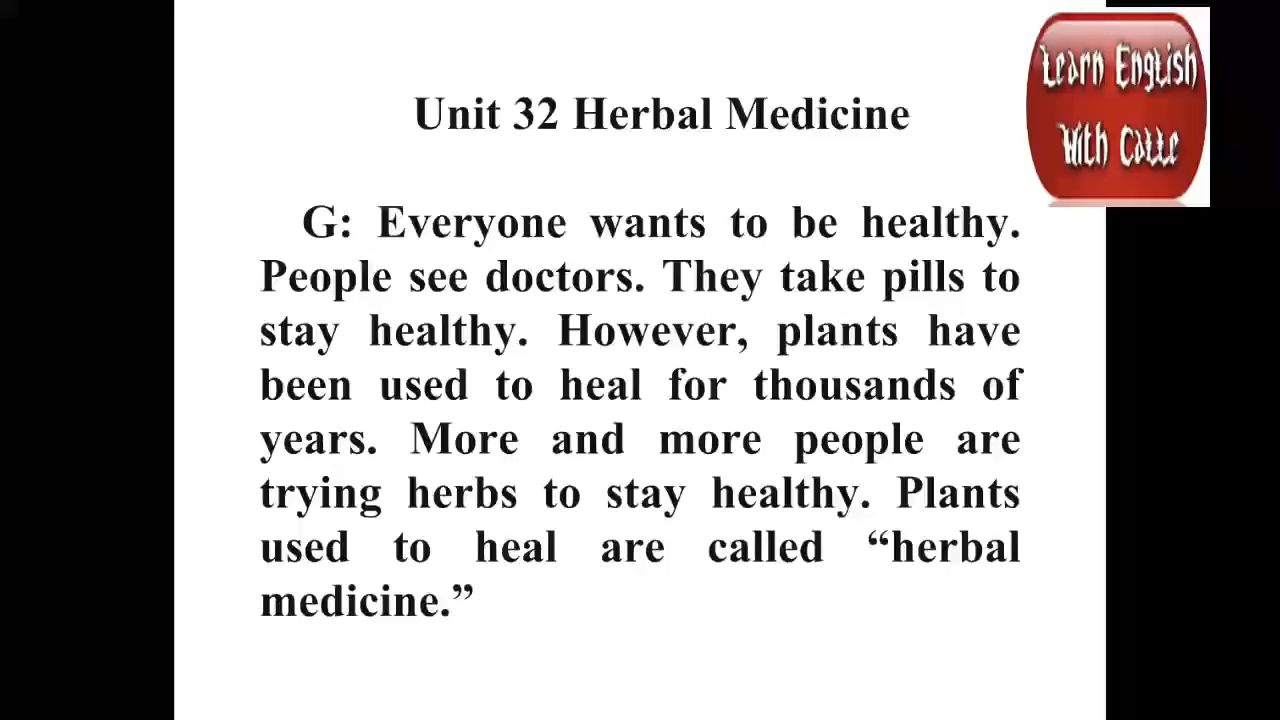 Learn English
With Catte
Unit 32 Herbal Medicine
G: Everyone wants to be healthy.
People see doctors. They take pills to
stay healthy. However, plants have
been used to heal for thousands of
years. More and more people are
trying herbs to stay healthy. Plants
used to heal are called “herbal
medicine.”